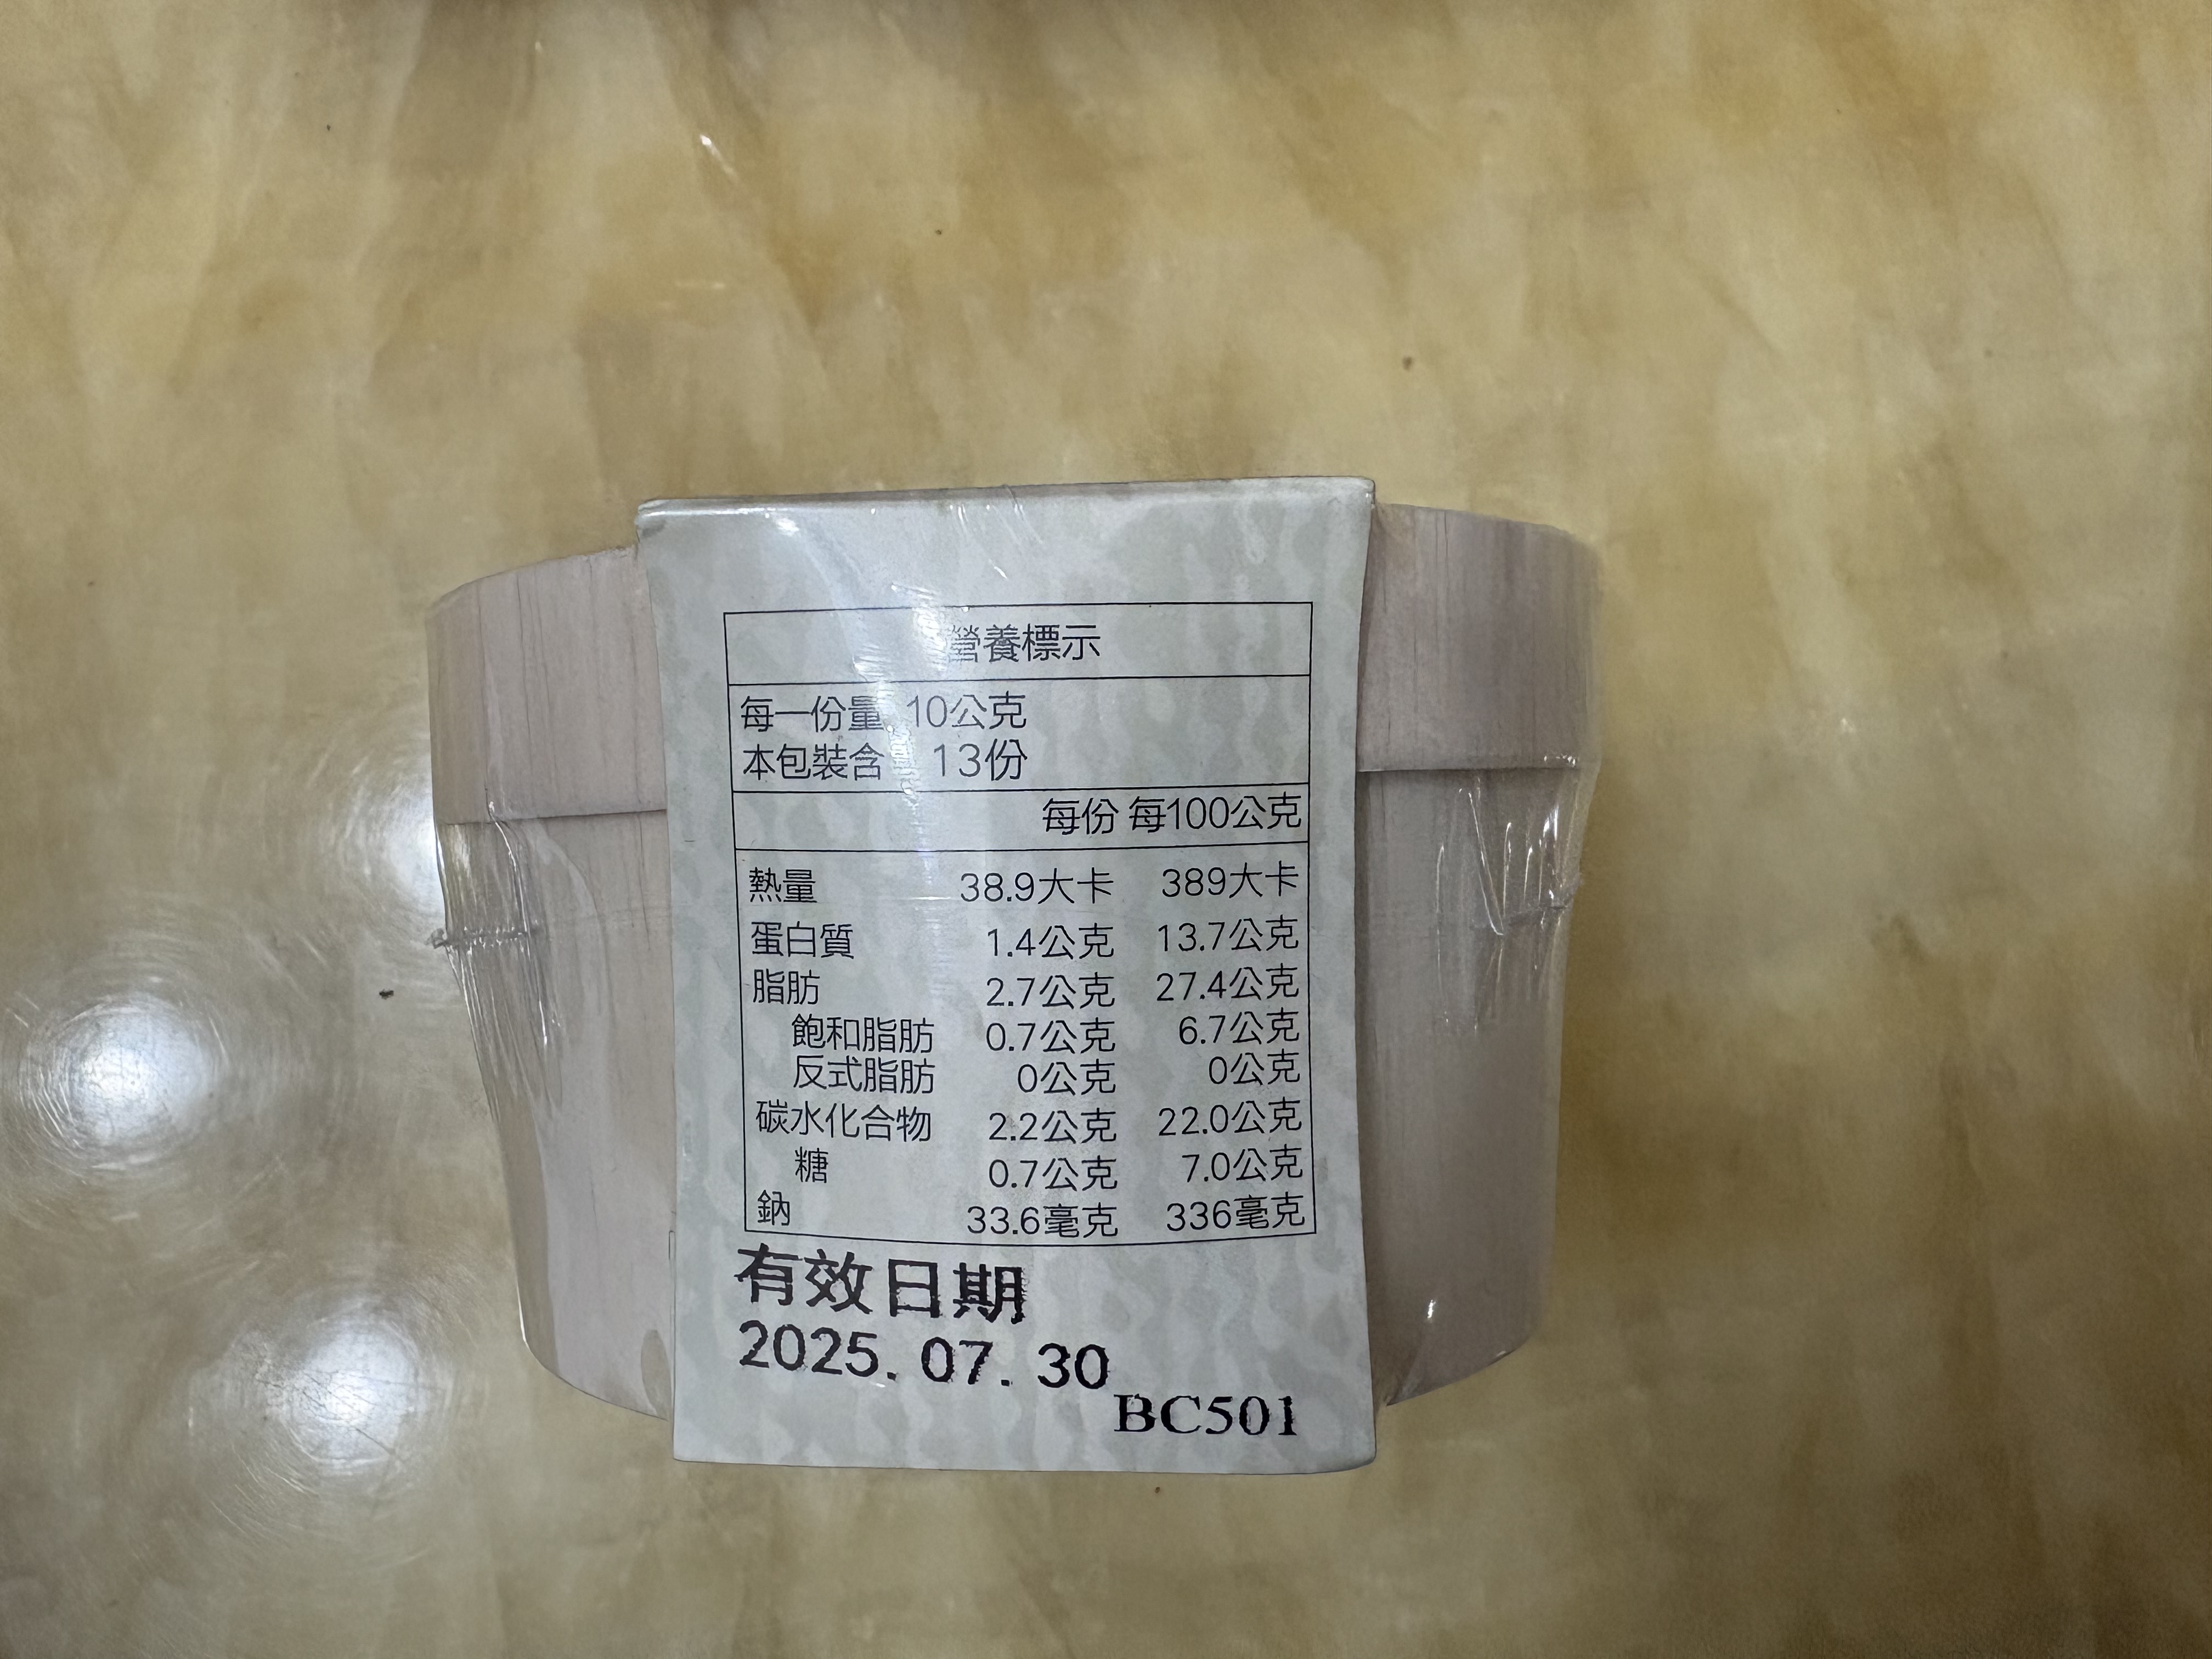 營養標示
每一份量 10公克
本包裝含 13份
每份 每100公克
熱量 38.9大卡 389大卡
蛋白質 1.4公克 13.7公克
脂肪 2.7公克 27.4公克
飽和脂肪 0.7公克 6.7公克
反式脂肪 0公克 0公克
碳水化合物 2.2公克 22.0公克
糖 0.7公克 7.0公克
鈉 33.6毫克 336毫克
有效日期
2025. 07. 30
BC501